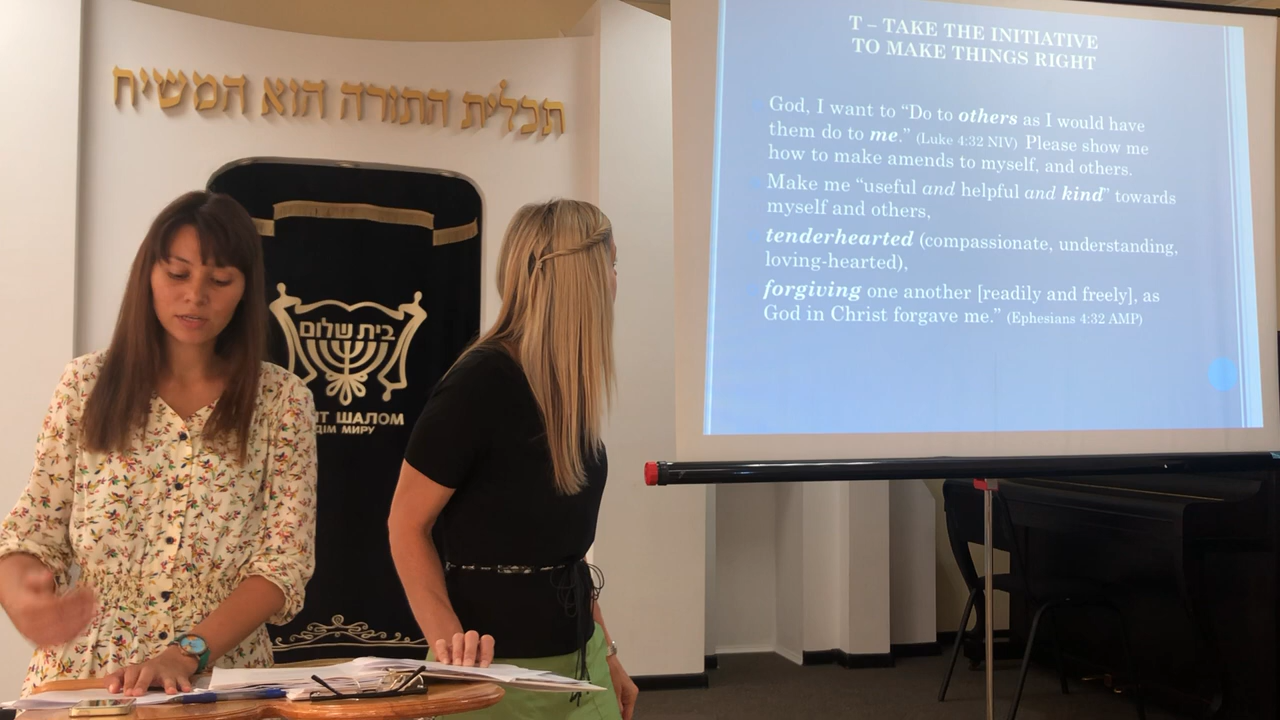 תכלית התורה הוא המשיח
בית שלום
ІТ ШАЛОМ
ДІМ МИРУ
T – TAKE THE INITIATIVE
TO MAKE THINGS RIGHT
God, I want to “Do to others as I would have
them do to me.” (Luke 4:32 NIV) Please show me
how to make amends to myself, and others.
Make me “useful and helpful and kind” towards
myself and others,
tenderhearted (compassionate, understanding,
loving-hearted),
forgiving one another [readily and freely], as
God in Christ forgave me.” (Ephesians 4:32 AMP)